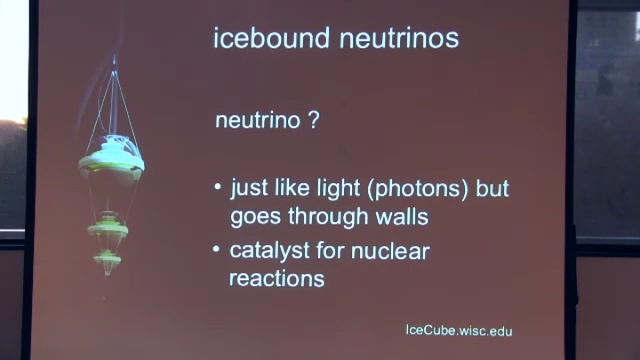 icebound neutrinos
neutrino ?
• just like light (photons) but
goes through walls
• catalyst for nuclear
reactions
IceCube.wisc.edu